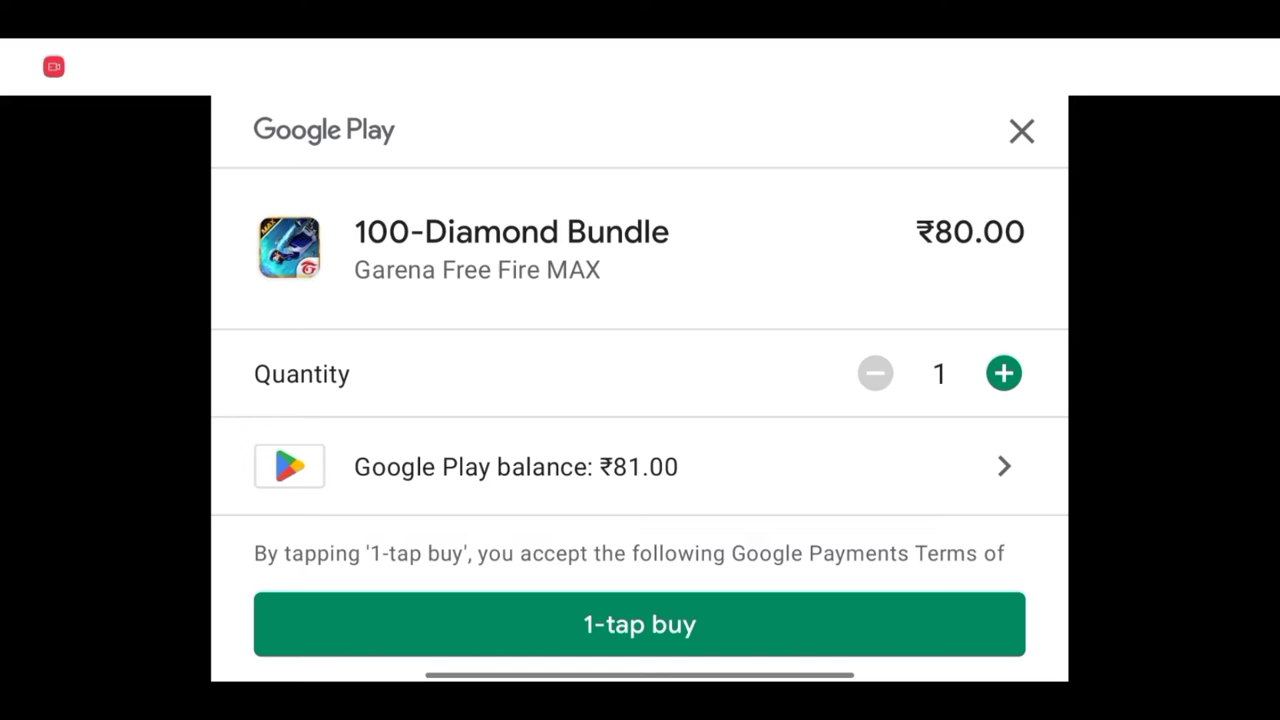 Google Play
100-Diamond Bundle ₹80.00
Garena Free Fire MAX
Quantity 1
Google Play balance: ₹81.00
By tapping '1-tap buy', you accept the following Google Payments Terms of
1-tap buy